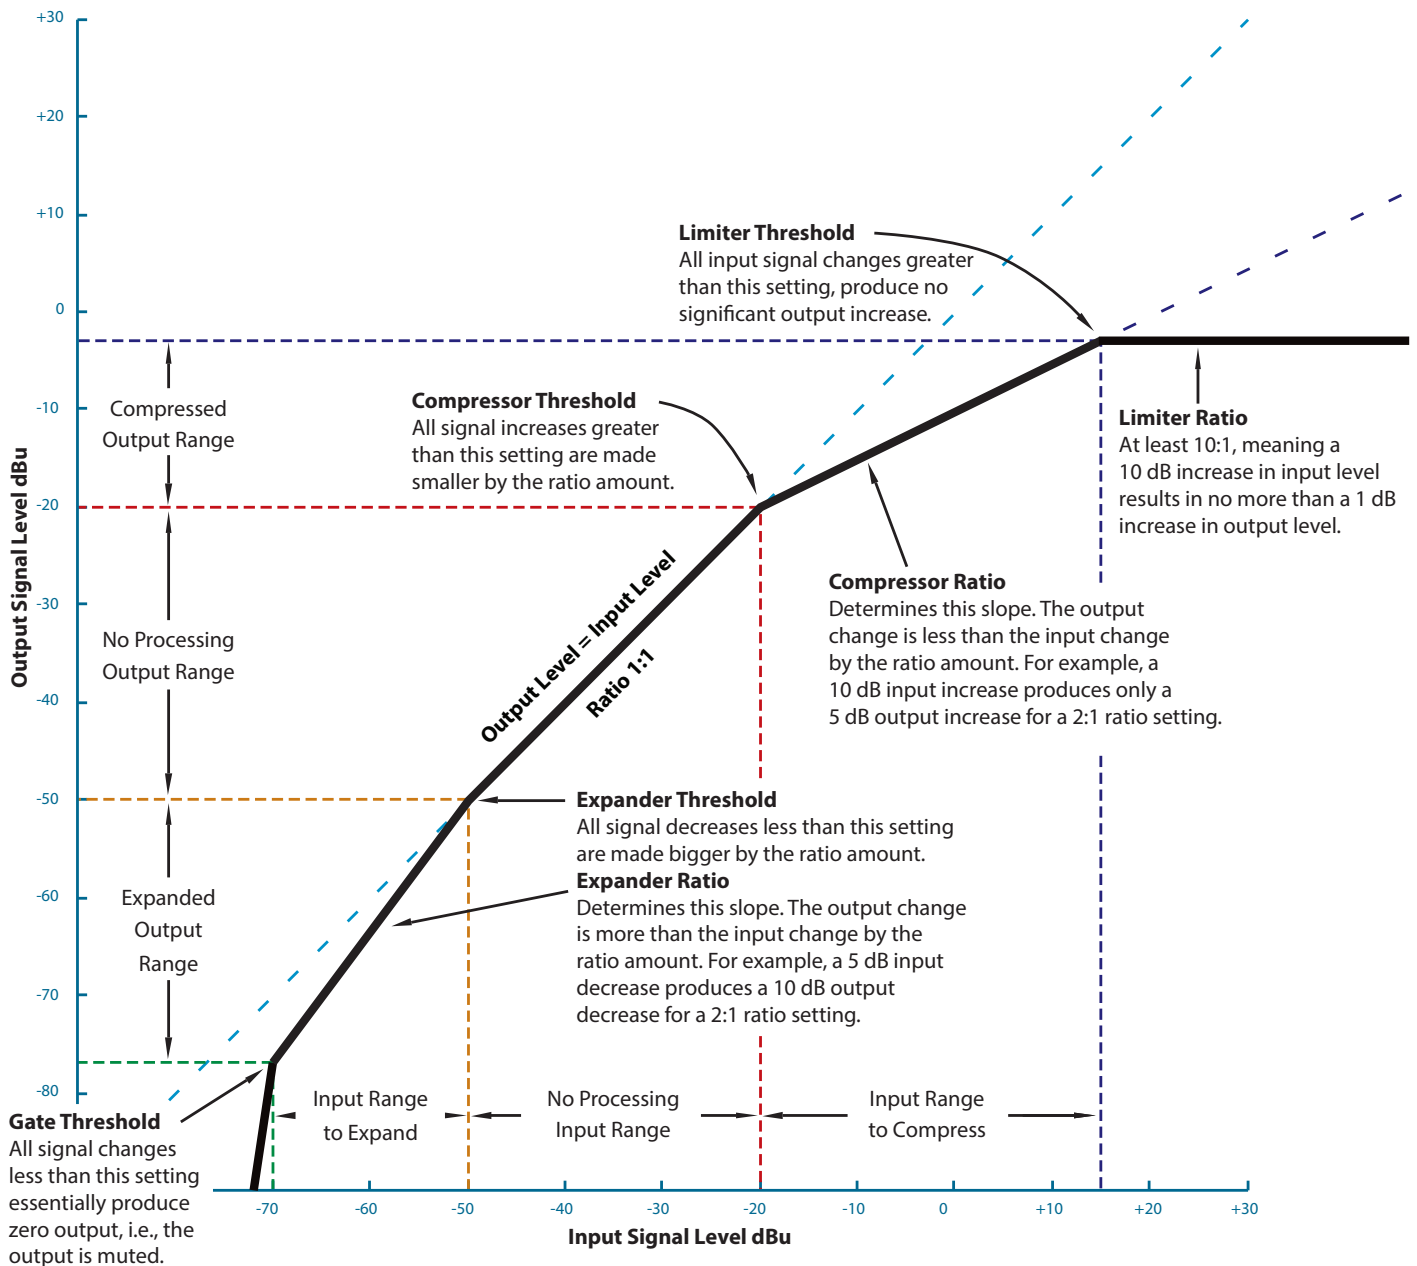 +30
+20
+10
0
-10
-20
-30
-40
-50
-60
-70
-80
Output Signal Level dBu
Limiter Threshold
All input signal changes greater
than this setting, produce no
significant output increase.
Compressed
Output Range
Compressor Threshold
All signal increases greater
than this setting are made
smaller by the ratio amount.
Limiter Ratio
At least 10:1, meaning a
10 dB increase in input level
results in no more than a 1 dB
increase in output level.
Compressor Ratio
Determines this slope. The output
change is less than the input change
by the ratio amount. For example, a
10 dB input increase produces only a
5 dB output increase for a 2:1 ratio setting.
No Processing
Output Range
Output Level = Input Level
Ratio 1:1
Expander Threshold
All signal decreases less than this setting
are made bigger by the ratio amount.
Expander Ratio
Determines this slope. The output change
is more than the input change by the
ratio amount. For example, a 5 dB input
decrease produces a 10 dB output
decrease for a 2:1 ratio setting.
Expanded
Output
Range
Gate Threshold
All signal changes
less than this setting
essentially produce
zero output, i.e., the
output is muted.
Input Range
to Expand
No Processing
Input Range
Input Range
to Compress
-70
-60
-50
-40
-30
-20
-10
0
+10
+20
+30
Input Signal Level dBu